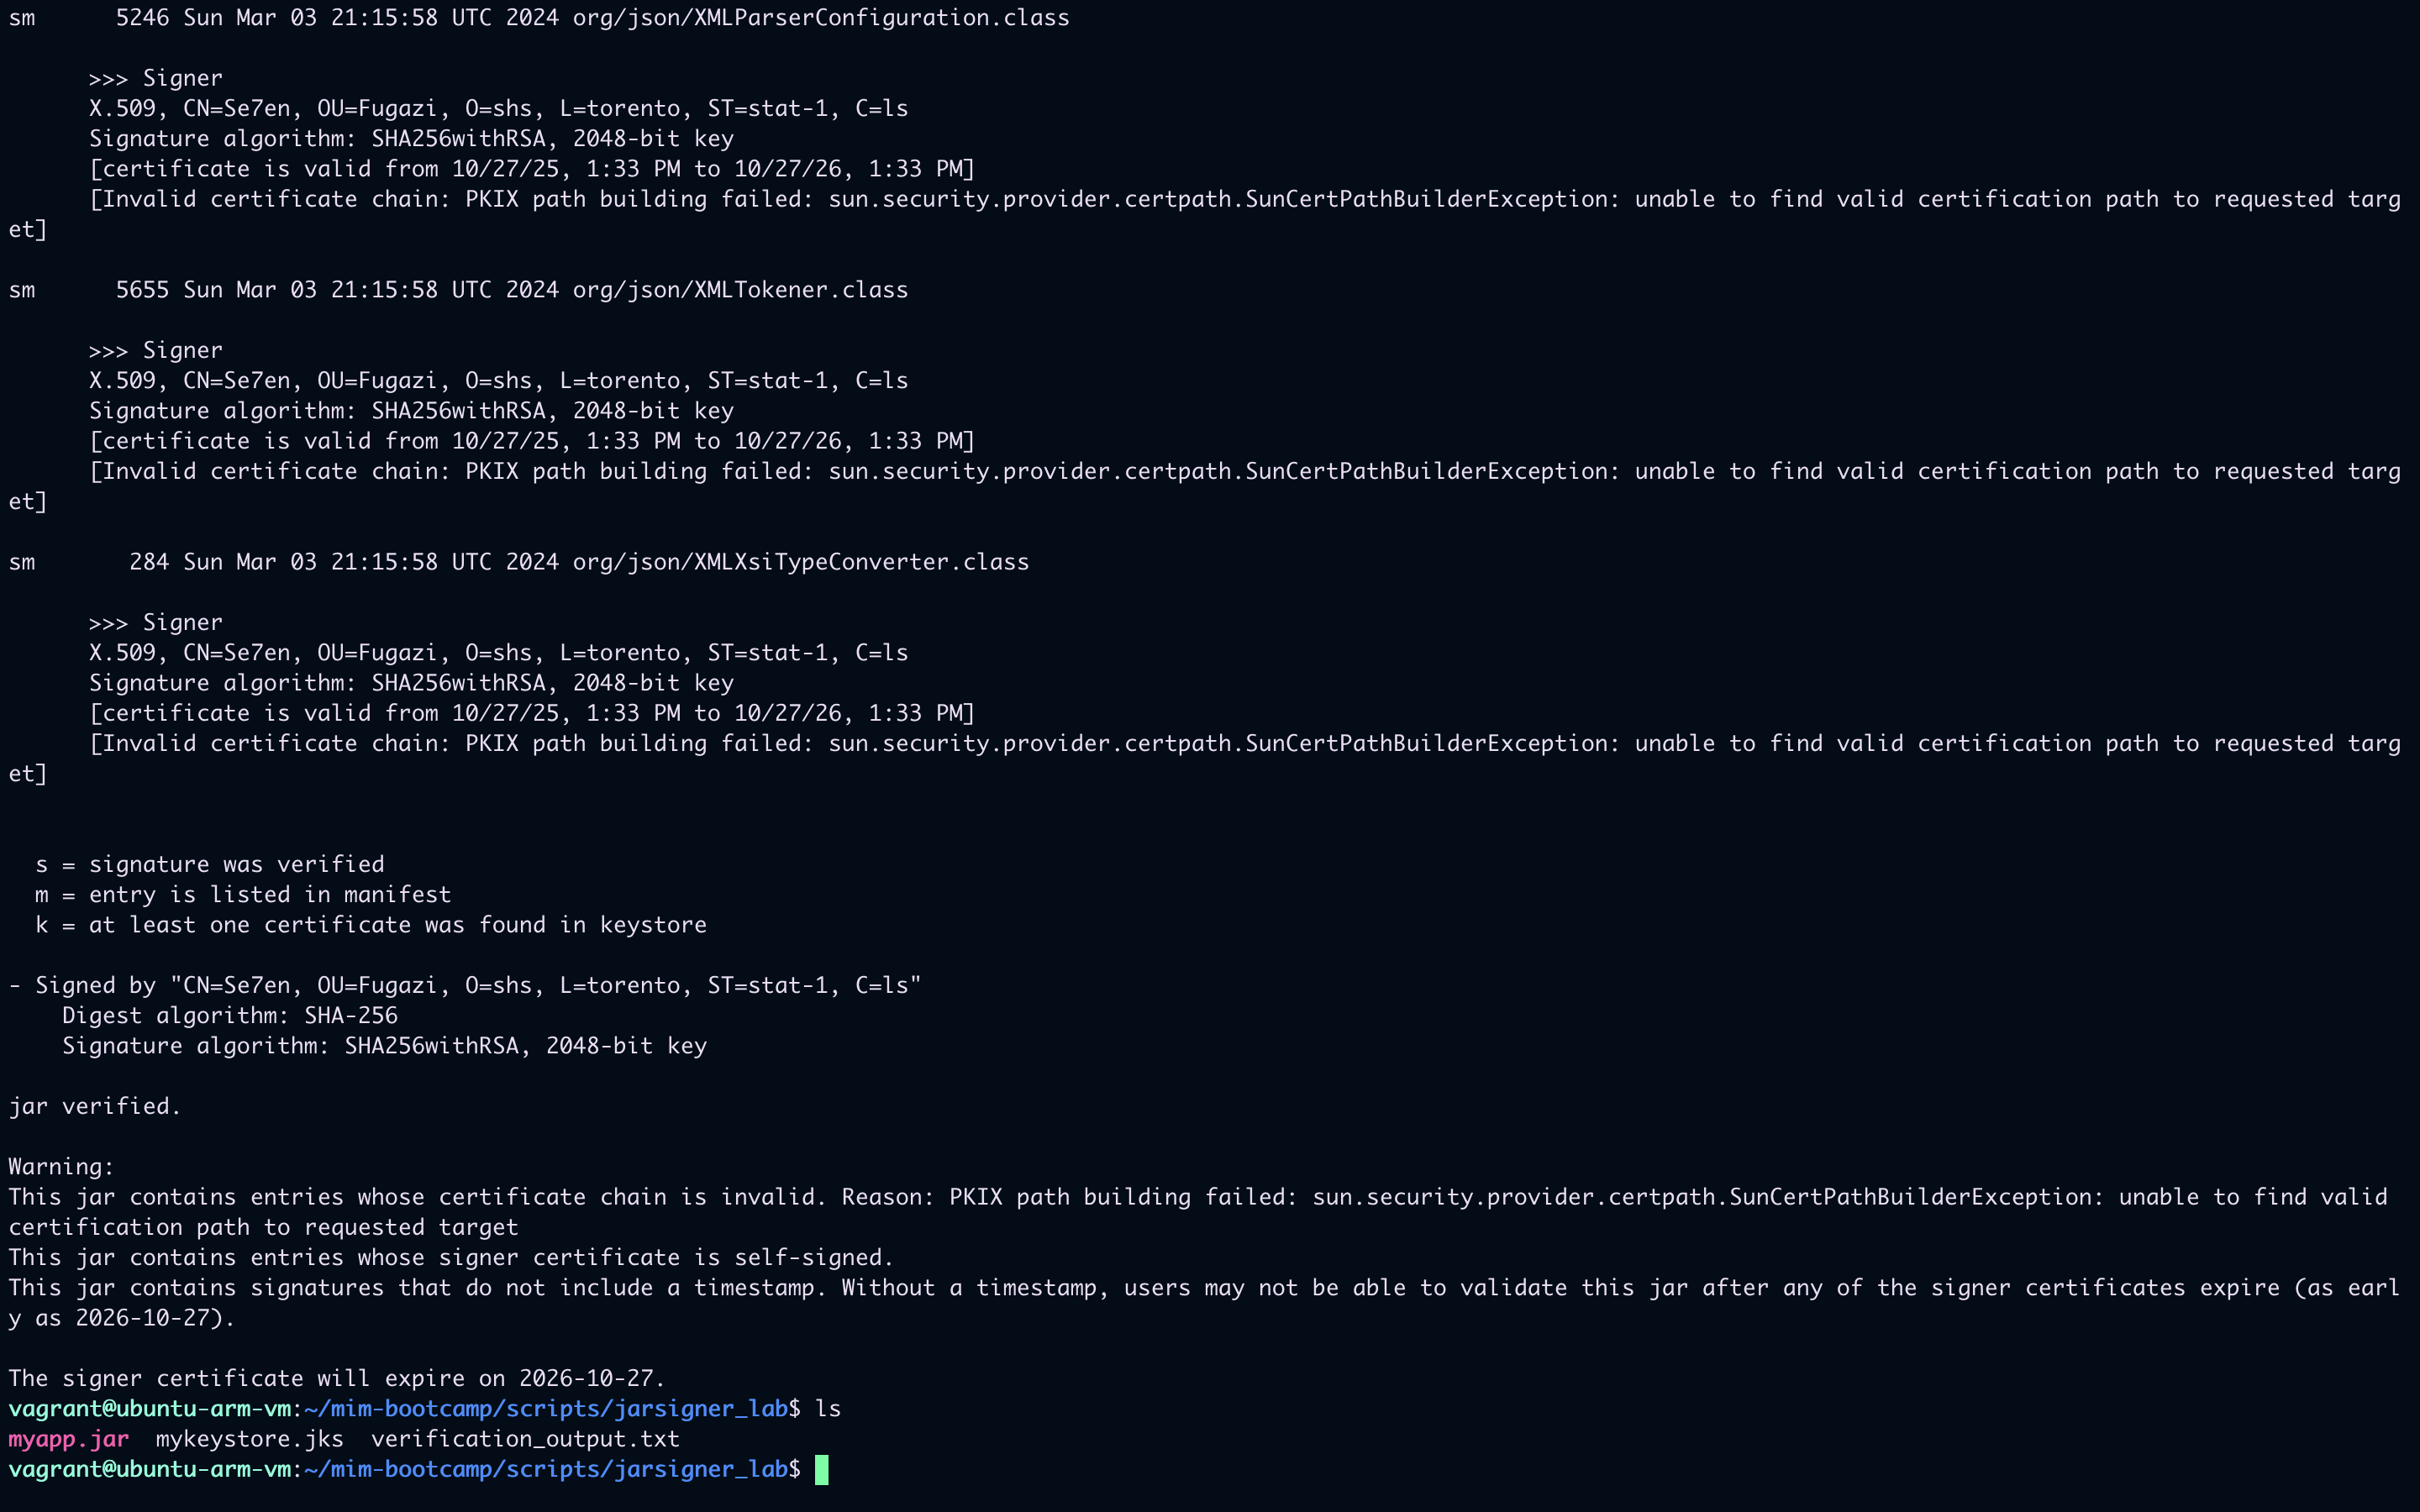 sm      5246 Sun Mar 03 21:15:58 UTC 2024 org/json/XMLParserConfiguration.class

      >>> Signer
      X.509, CN=Se7en, OU=Fugazi, O=shs, L=torento, ST=stat-1, C=ls
      Signature algorithm: SHA256withRSA, 2048-bit key
      [certificate is valid from 10/27/25, 1:33 PM to 10/27/26, 1:33 PM]
      [Invalid certificate chain: PKIX path building failed: sun.security.provider.certpath.SunCertPathBuilderException: unable to find valid certification path to requested targ
et]

sm      5655 Sun Mar 03 21:15:58 UTC 2024 org/json/XMLTokener.class

      >>> Signer
      X.509, CN=Se7en, OU=Fugazi, O=shs, L=torento, ST=stat-1, C=ls
      Signature algorithm: SHA256withRSA, 2048-bit key
      [certificate is valid from 10/27/25, 1:33 PM to 10/27/26, 1:33 PM]
      [Invalid certificate chain: PKIX path building failed: sun.security.provider.certpath.SunCertPathBuilderException: unable to find valid certification path to requested targ
et]

sm       284 Sun Mar 03 21:15:58 UTC 2024 org/json/XMLXsiTypeConverter.class

      >>> Signer
      X.509, CN=Se7en, OU=Fugazi, O=shs, L=torento, ST=stat-1, C=ls
      Signature algorithm: SHA256withRSA, 2048-bit key
      [certificate is valid from 10/27/25, 1:33 PM to 10/27/26, 1:33 PM]
      [Invalid certificate chain: PKIX path building failed: sun.security.provider.certpath.SunCertPathBuilderException: unable to find valid certification path to requested targ
et]


  s = signature was verified
  m = entry is listed in manifest
  k = at least one certificate was found in keystore

- Signed by "CN=Se7en, OU=Fugazi, O=shs, L=torento, ST=stat-1, C=ls"
    Digest algorithm: SHA-256
    Signature algorithm: SHA256withRSA, 2048-bit key

jar verified.

Warning:
This jar contains entries whose certificate chain is invalid. Reason: PKIX path building failed: sun.security.provider.certpath.SunCertPathBuilderException: unable to find valid
certification path to requested target
This jar contains entries whose signer certificate is self-signed.
This jar contains signatures that do not include a timestamp. Without a timestamp, users may not be able to validate this jar after any of the signer certificates expire (as earl
y as 2026-10-27).

The signer certificate will expire on 2026-10-27.
vagrant@ubuntu-arm-vm:~/mim-bootcamp/scripts/jarsigner_lab$ ls
myapp.jar  mykeystore.jks  verification_output.txt
vagrant@ubuntu-arm-vm:~/mim-bootcamp/scripts/jarsigner_lab$